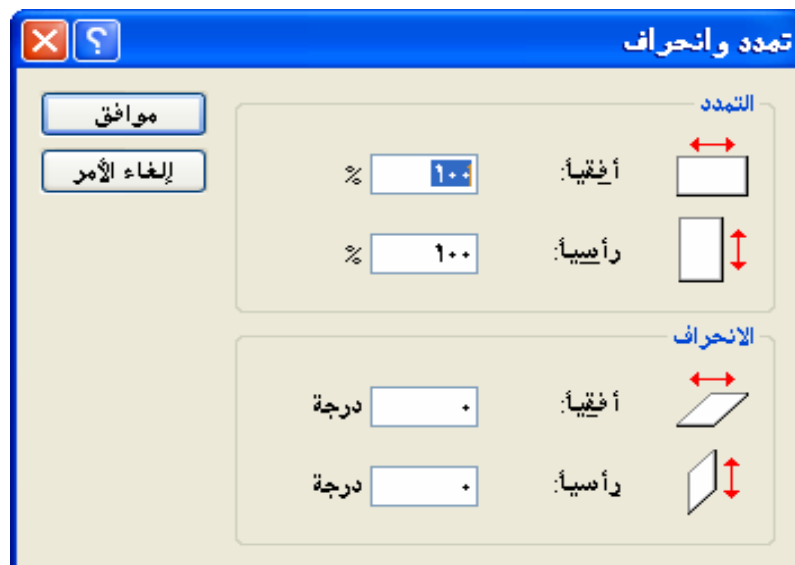 تمدد وانحراف
التمدد
أفقياً: ١٠٠ %
رأسياً: ١٠٠ %
الانحراف
أفقياً: ٠ درجة
رأسياً: ٠ درجة
موافق
إلغاء الأمر